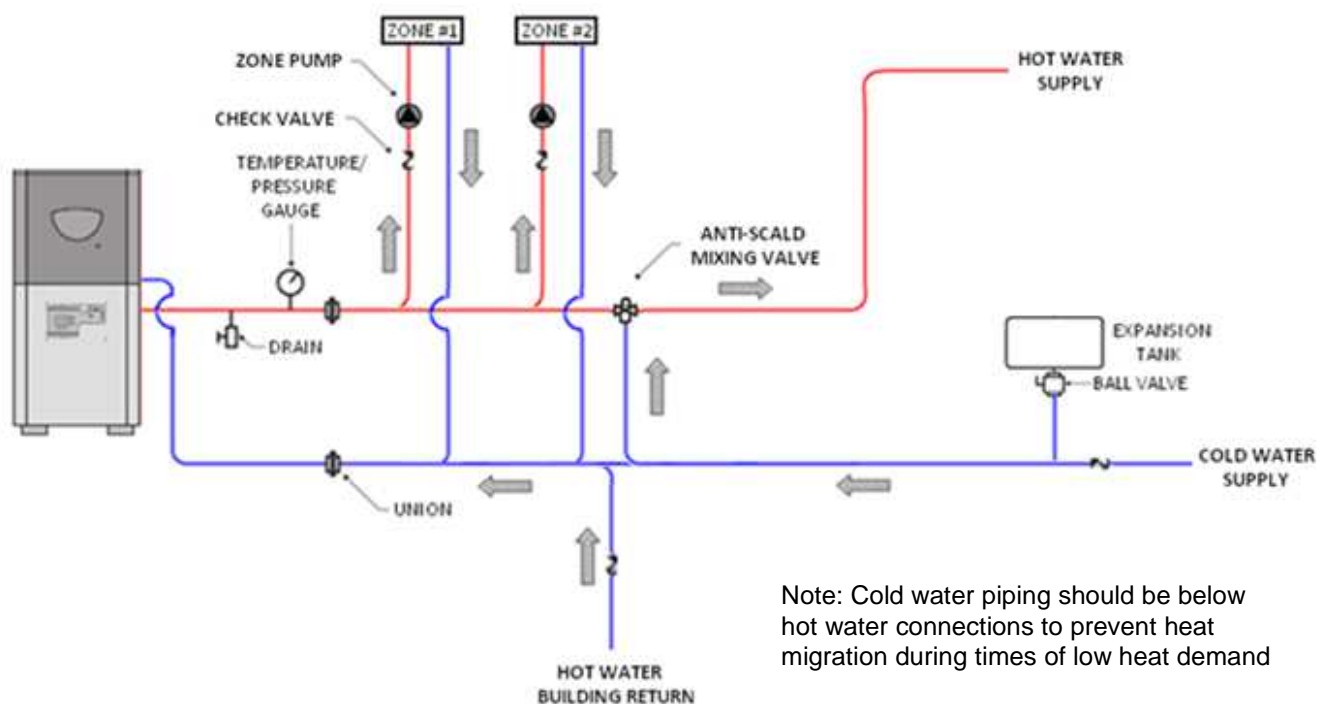 ZONE #1
ZONE #2
ZONE PUMP
CHECK VALVE
TEMPERATURE/
PRESSURE
GAUGE
HOT WATER
SUPPLY
ANTI-SCALD
MIXING VALVE
DRAIN
EXPANSION
TANK
BALL VALVE
COLD WATER
SUPPLY
UNION
HOT WATER
BUILDING RETURN
Note: Cold water piping should be below
hot water connections to prevent heat
migration during times of low heat demand